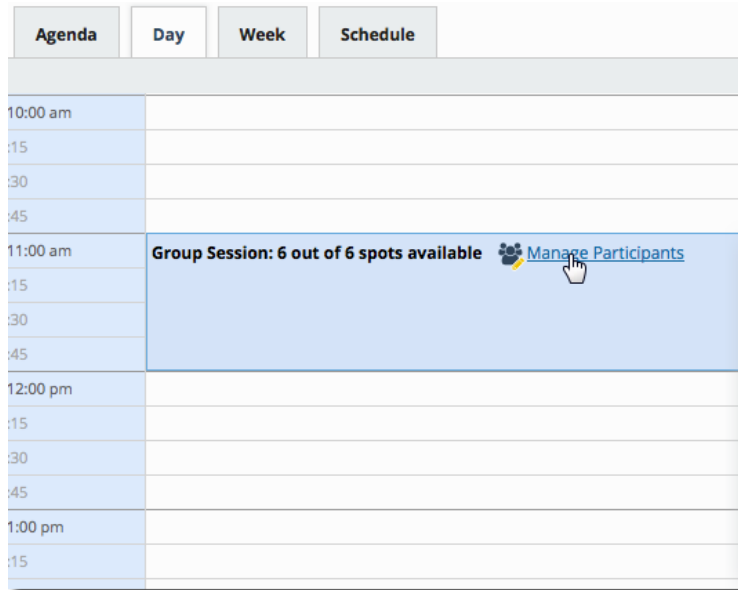 Agenda Day Week Schedule
10:00 am
:15
:30
:45
11:00 am Group Session: 6 out of 6 spots available Manage Participants
:15
:30
:45
12:00 pm
:15
:30
:45
1:00 pm
:15